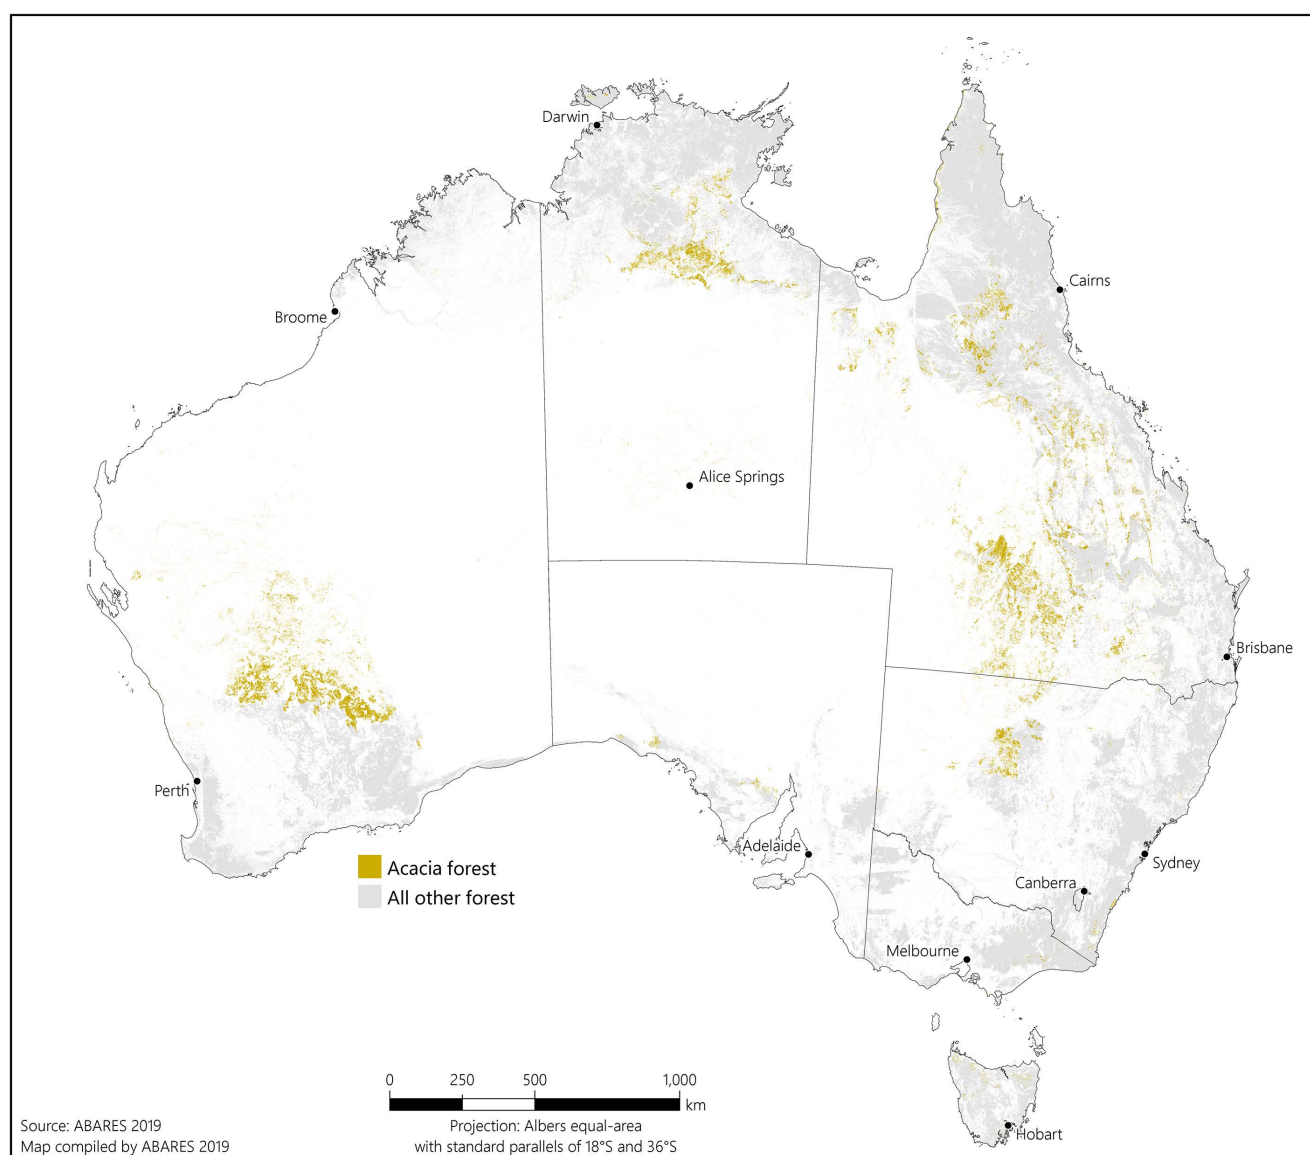 Darwin
Cairns
Broome
Alice Springs
Brisbane
Perth
Adelaide
Sydney
Canberra
Melbourne
Hobart
Acacia forest
All other forest
0 250 500 1,000
km
Projection: Albers equal-area
with standard parallels of 18°S and 36°S
Source: ABARES 2019
Map compiled by ABARES 2019